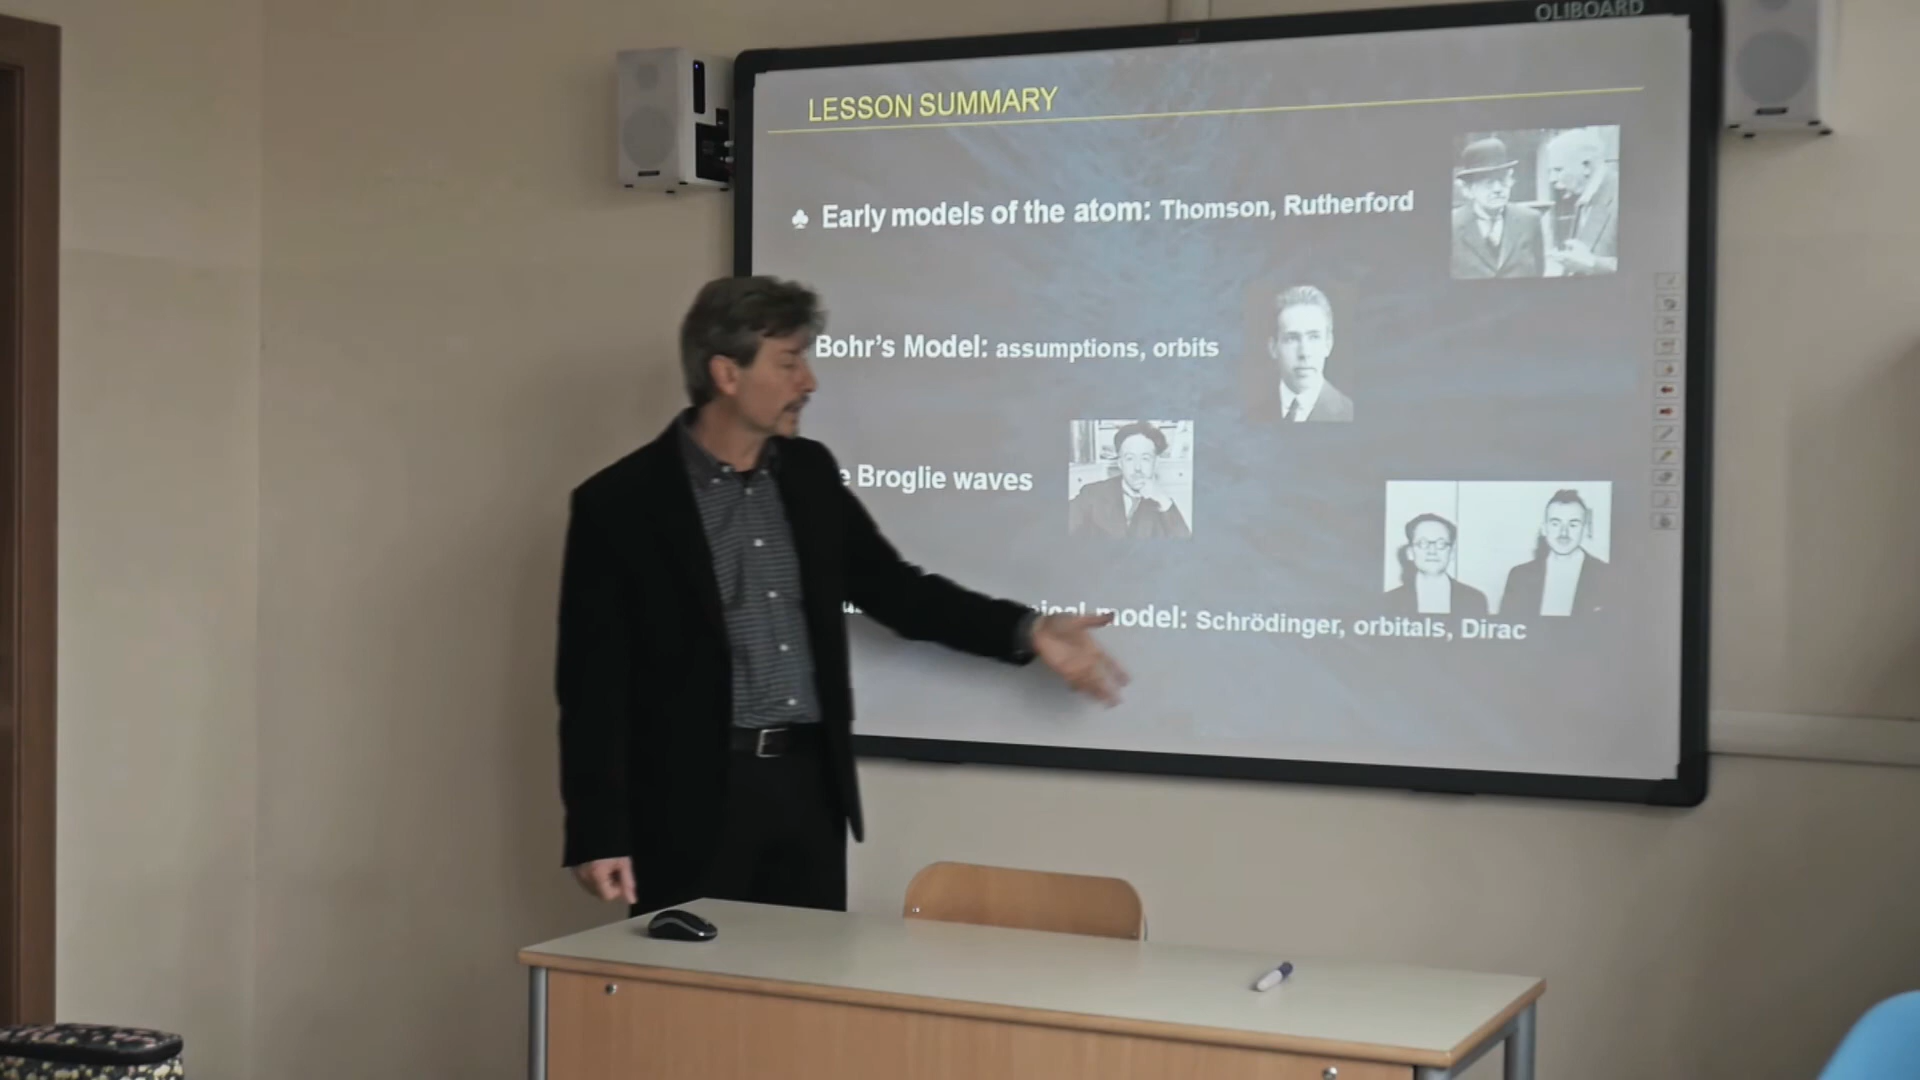 OLIBOARD
LESSON SUMMARY
♣ Early models of the atom: Thomson, Rutherford
Bohr's Model: assumptions, orbits
Broglie waves
model: Schrödinger, orbitals, Dirac